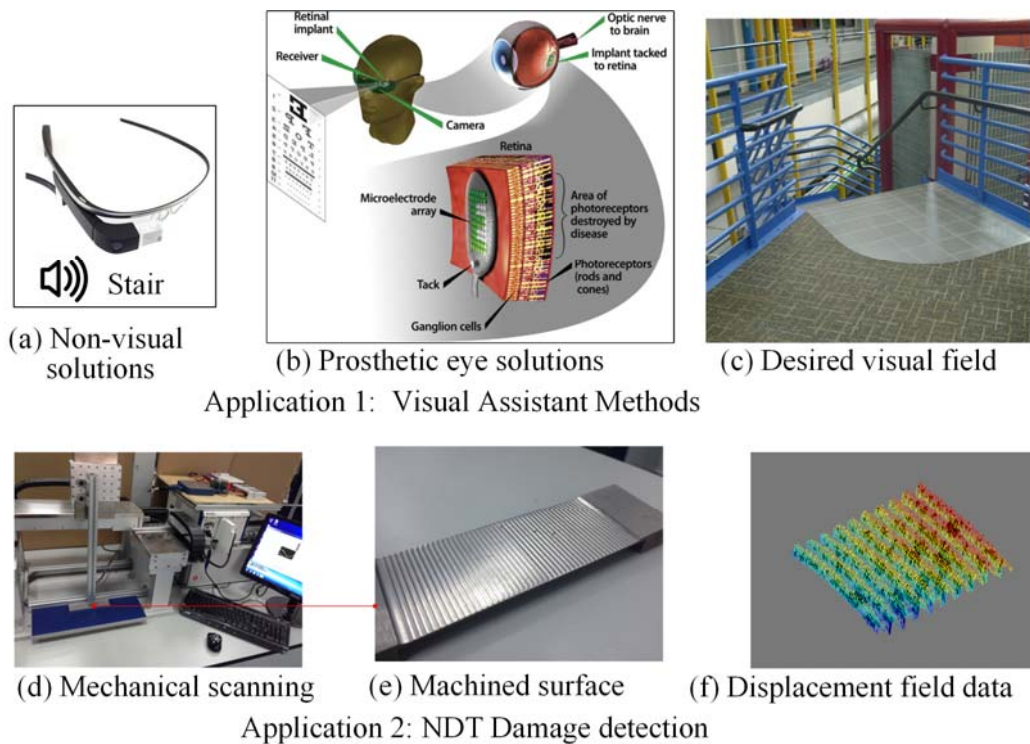 Retinal
implant
Receiver
Camera
Optic nerve
to brain
Implant tacked
to retina
Retina
Microelectrode
array
Area of
photoreceptors
destroyed by
disease
Tack
Photoreceptors
(rods and
cones)
Ganglion cells
Stair
(a) Non-visual
solutions
(b) Prosthetic eye solutions
(c) Desired visual field
Application 1: Visual Assistant Methods
(d) Mechanical scanning
(e) Machined surface
(f) Displacement field data
Application 2: NDT Damage detection